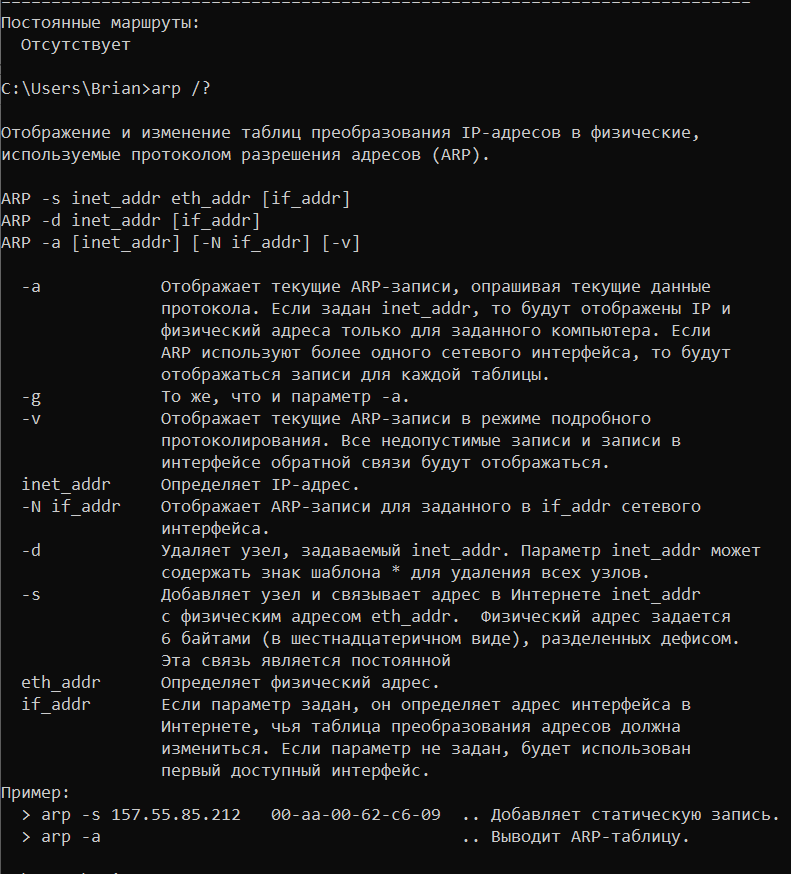 ---------------------------------------------------------------------------
Постоянные маршруты:
  Отсутствует

C:\Users\Brian>arp /?

Отображение и изменение таблиц преобразования IP-адресов в физические,
используемые протоколом разрешения адресов (ARP).

ARP -s inet_addr eth_addr [if_addr]
ARP -d inet_addr [if_addr]
ARP -a [inet_addr] [-N if_addr] [-v]

  -a            Отображает текущие ARP-записи, опрашивая текущие данные
                протокола. Если задан inet_addr, то будут отображены IP и
                физический адреса только для заданного компьютера. Если
                ARP используют более одного сетевого интерфейса, то будут
                отображаться записи для каждой таблицы.
  -g            То же, что и параметр -a.
  -v            Отображает текущие ARP-записи в режиме подробного
                протоколирования. Все недопустимые записи и записи в
                интерфейсе обратной связи будут отображаться.
  inet_addr     Определяет IP-адрес.
  -N if_addr    Отображает ARP-записи для заданного в if_addr сетевого
                интерфейса.
  -d            Удаляет узел, задаваемый inet_addr. Параметр inet_addr может
                содержать знак шаблона * для удаления всех узлов.
  -s            Добавляет узел и связывает адрес в Интернете inet_addr
                с физическим адресом eth_addr.  Физический адрес задается
                6 байтами (в шестнадцатеричном виде), разделенных дефисом.
                Эта связь является постоянной
  eth_addr      Определяет физический адрес.
  if_addr       Если параметр задан, он определяет адрес интерфейса в
                Интернете, чья таблица преобразования адресов должна
                измениться. Если параметр не задан, будет использован
                первый доступный интерфейс.
Пример:
  > arp -s 157.55.85.212   00-aa-00-62-c6-09  .. Добавляет статическую запись.
  > arp -a                                    .. Выводит ARP-таблицу.